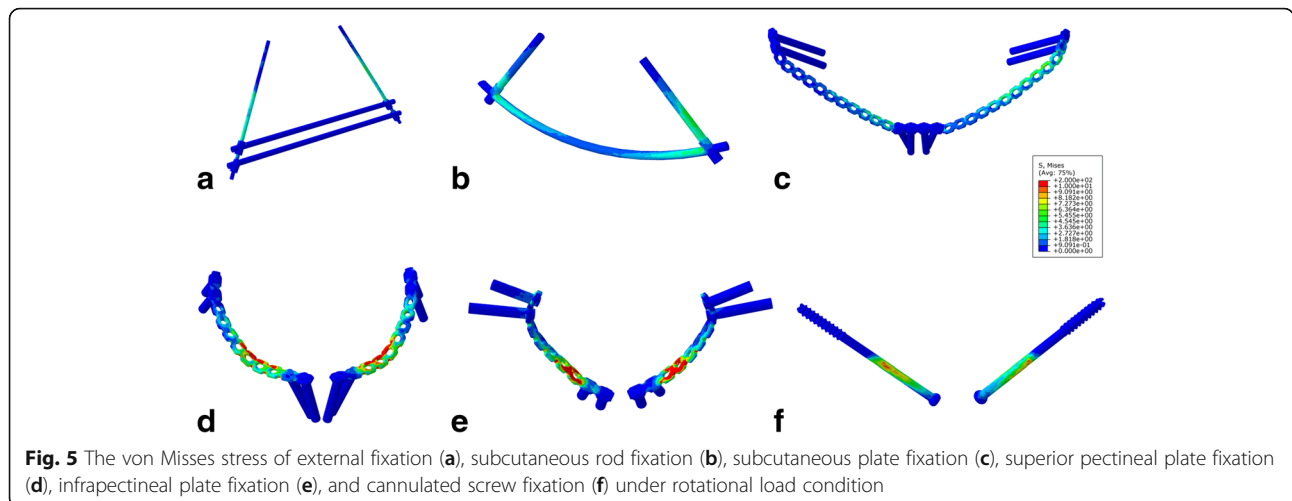 a
b
c
S, Mises
(Avg: 75%)
+2.000e+02
+1.000e+01
+9.091e+00
+8.182e+00
+7.273e+00
+6.364e+00
+5.455e+00
+4.545e+00
+3.636e+00
+2.727e+00
+1.818e+00
+9.091e-01
+0.000e+00
d
e
f
Fig. 5 The von Misses stress of external fixation (a), subcutaneous rod fixation (b), subcutaneous plate fixation (c), superior pectineal plate fixation
(d), infrapectineal plate fixation (e), and cannulated screw fixation (f) under rotational load condition